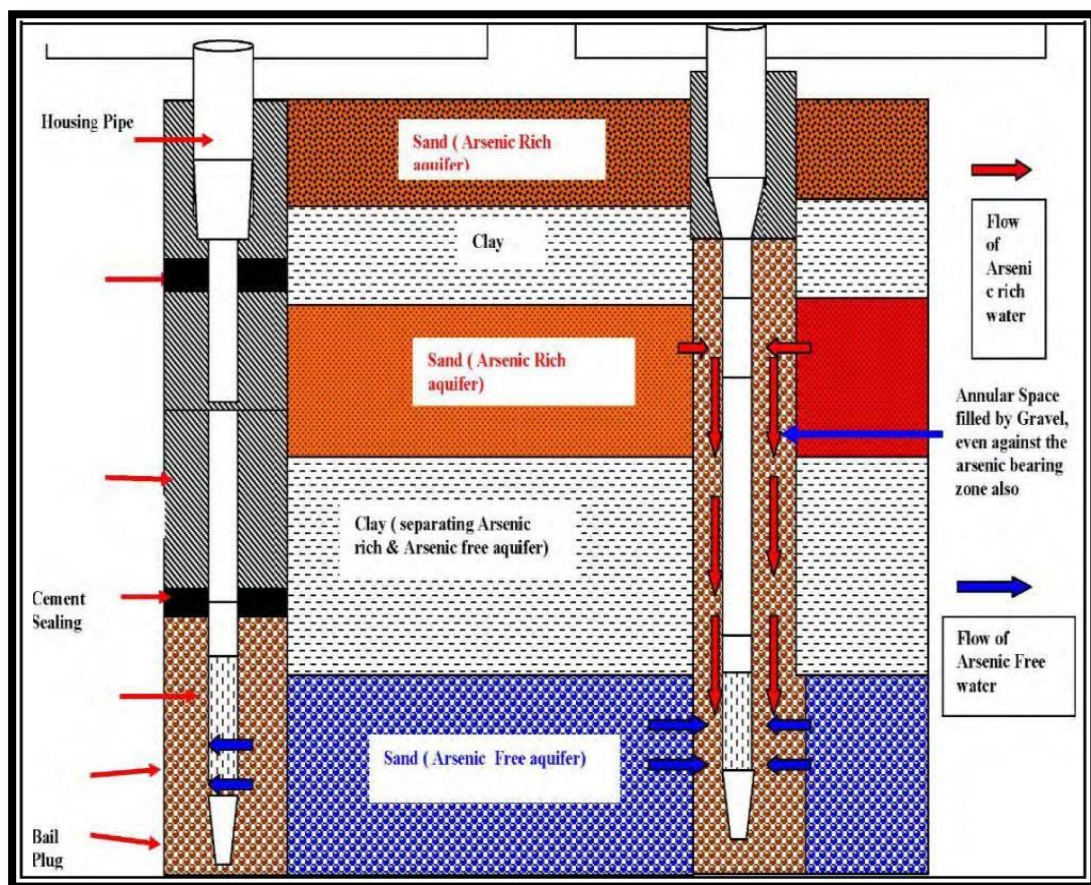 Housing Pipe
Sand ( Arsenic Rich
aquifer)
Clay
Sand ( Arsenic Rich
aquifer)
Clay ( separating Arsenic
rich & Arsenic free aquifer)
Cement
Sealing
Sand ( Arsenic Free aquifer)
Bail
Plug
Flow
of
Arseni
c rich
water
Annular Space
filled by Gravel,
even against the
arsenic bearing
zone also
Flow of
Arsenic Free
water